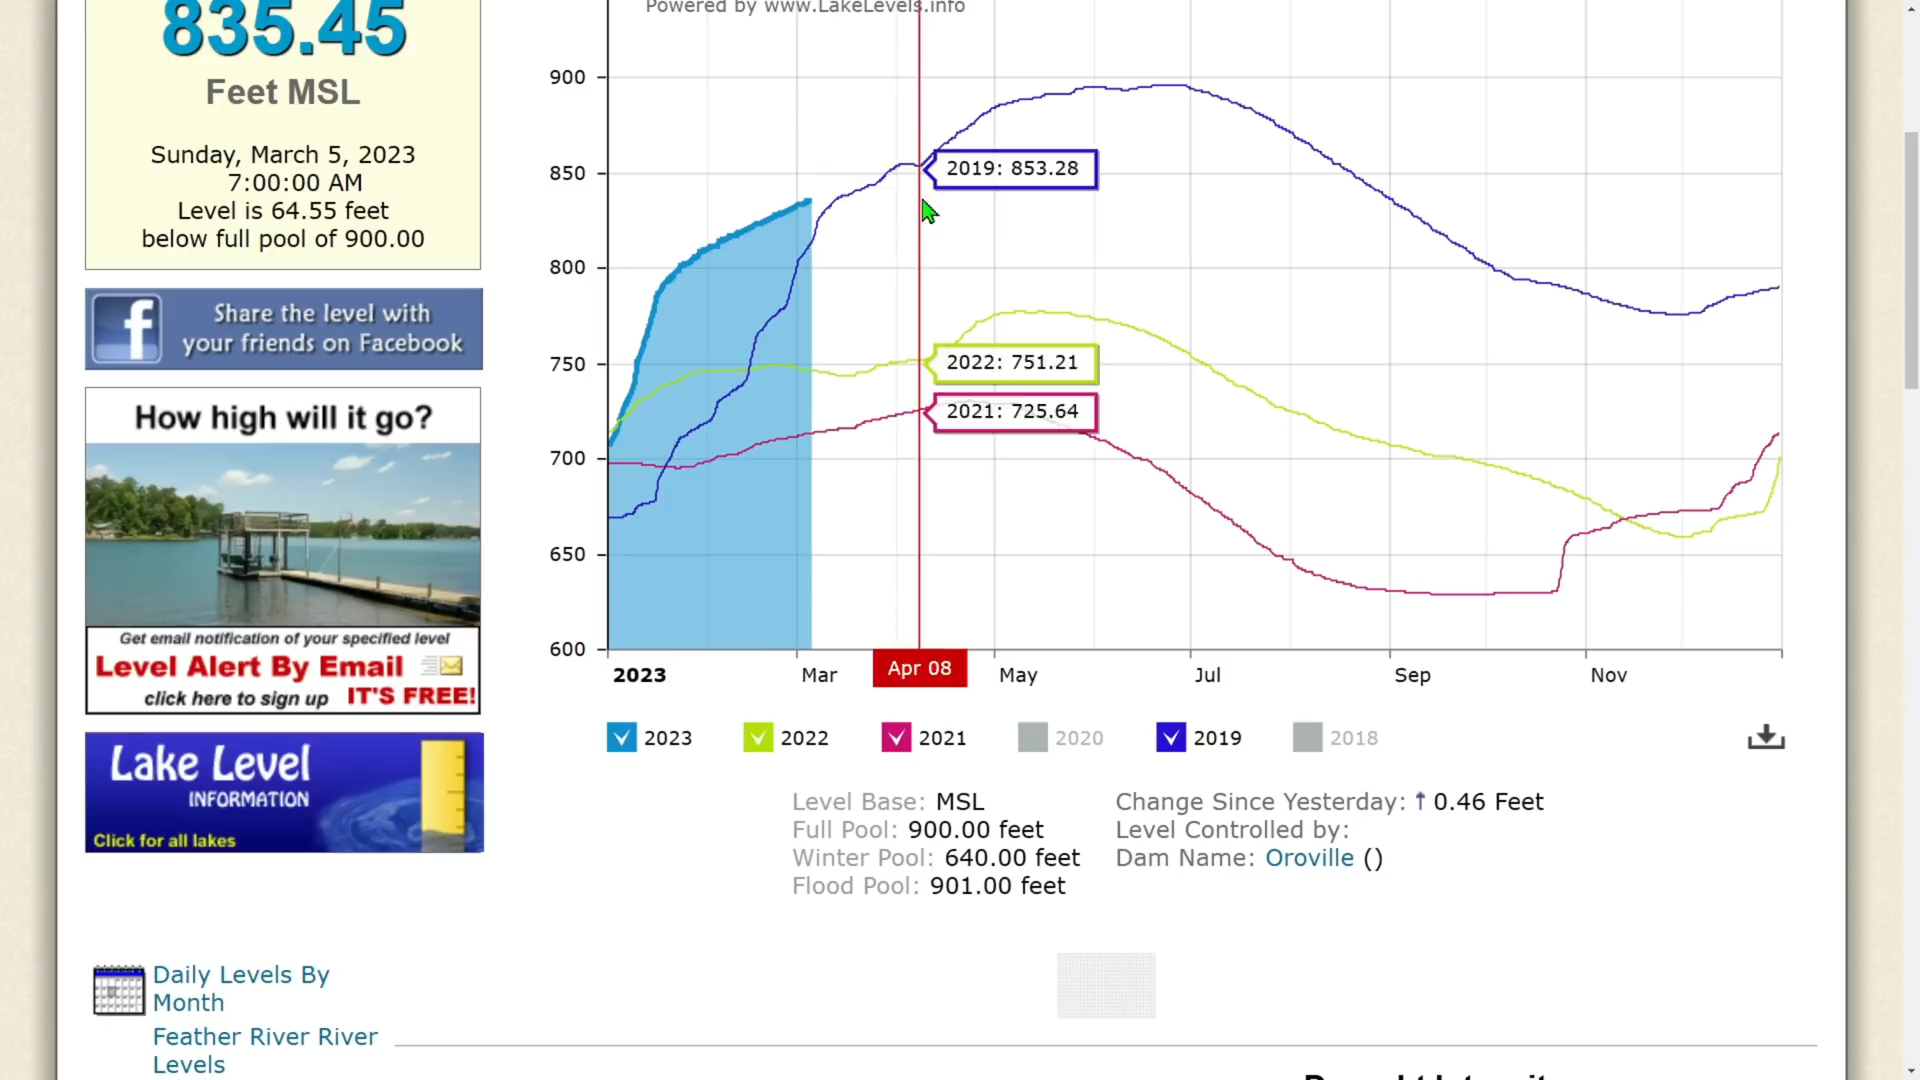 835.45
Feet MSL
Sunday, March 5, 2023
7:00:00 AM
Level is 64.55 feet
below full pool of 900.00
Share the level with
your friends on Facebook
How high will it go?
Get email notification of your specified level
Level Alert By Email
click here to sign up IT'S FREE!
Lake Level
INFORMATION
Click for all lakes
Daily Levels By
Month
Feather River River
Levels
Powered by www.LakeLevels.info
900
850
800
750
700
650
600
2019: 853.28
2022: 751.21
2021: 725.64
2023
Mar
Apr 08
May
Jul
Sep
Nov
2023
2022
2021
2020
2019
2018
Level Base: MSL
Full Pool: 900.00 feet
Winter Pool: 640.00 feet
Flood Pool: 901.00 feet
Change Since Yesterday: ↑ 0.46 Feet
Level Controlled by:
Dam Name: Oroville ()